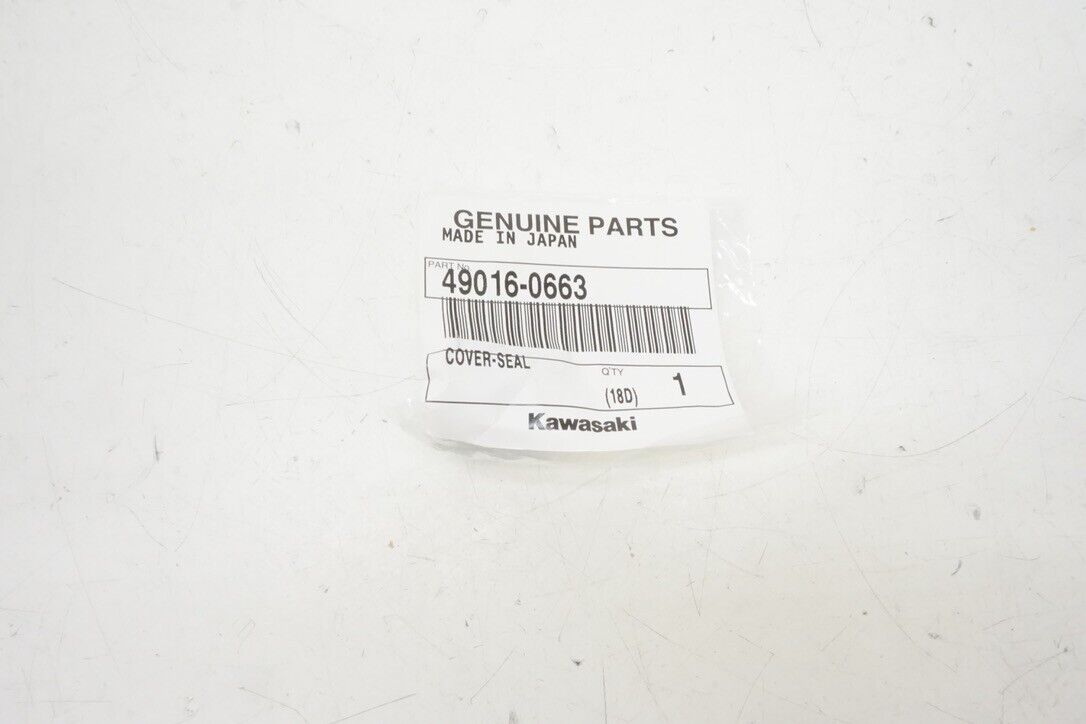 GENUINE PARTS
MADE IN JAPAN
PART No.
49016-0663
COVER-SEAL
Q'TY
(18D) 1
Kawasaki